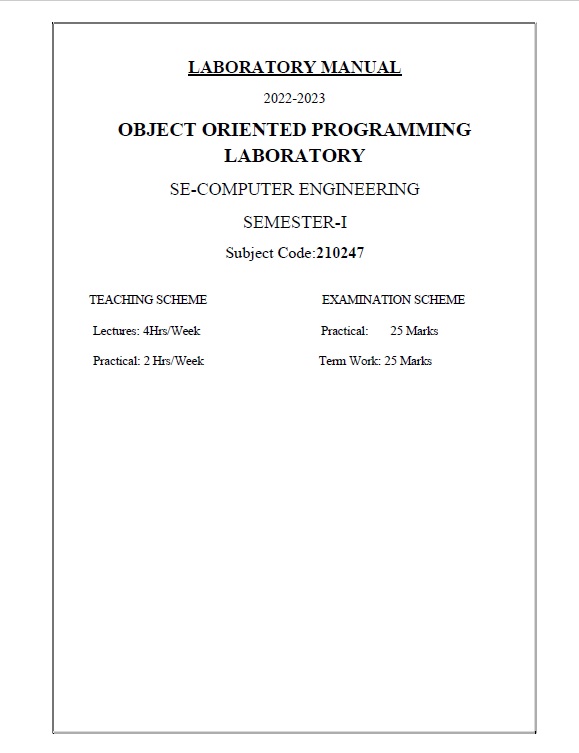 LABORATORY MANUAL
2022-2023
OBJECT ORIENTED PROGRAMMING
LABORATORY
SE-COMPUTER ENGINEERING
SEMESTER-I
Subject Code:210247
TEACHING SCHEME EXAMINATION SCHEME
Lectures: 4Hrs/Week Practical: 25 Marks
Practical: 2 Hrs/Week Term Work: 25 Marks